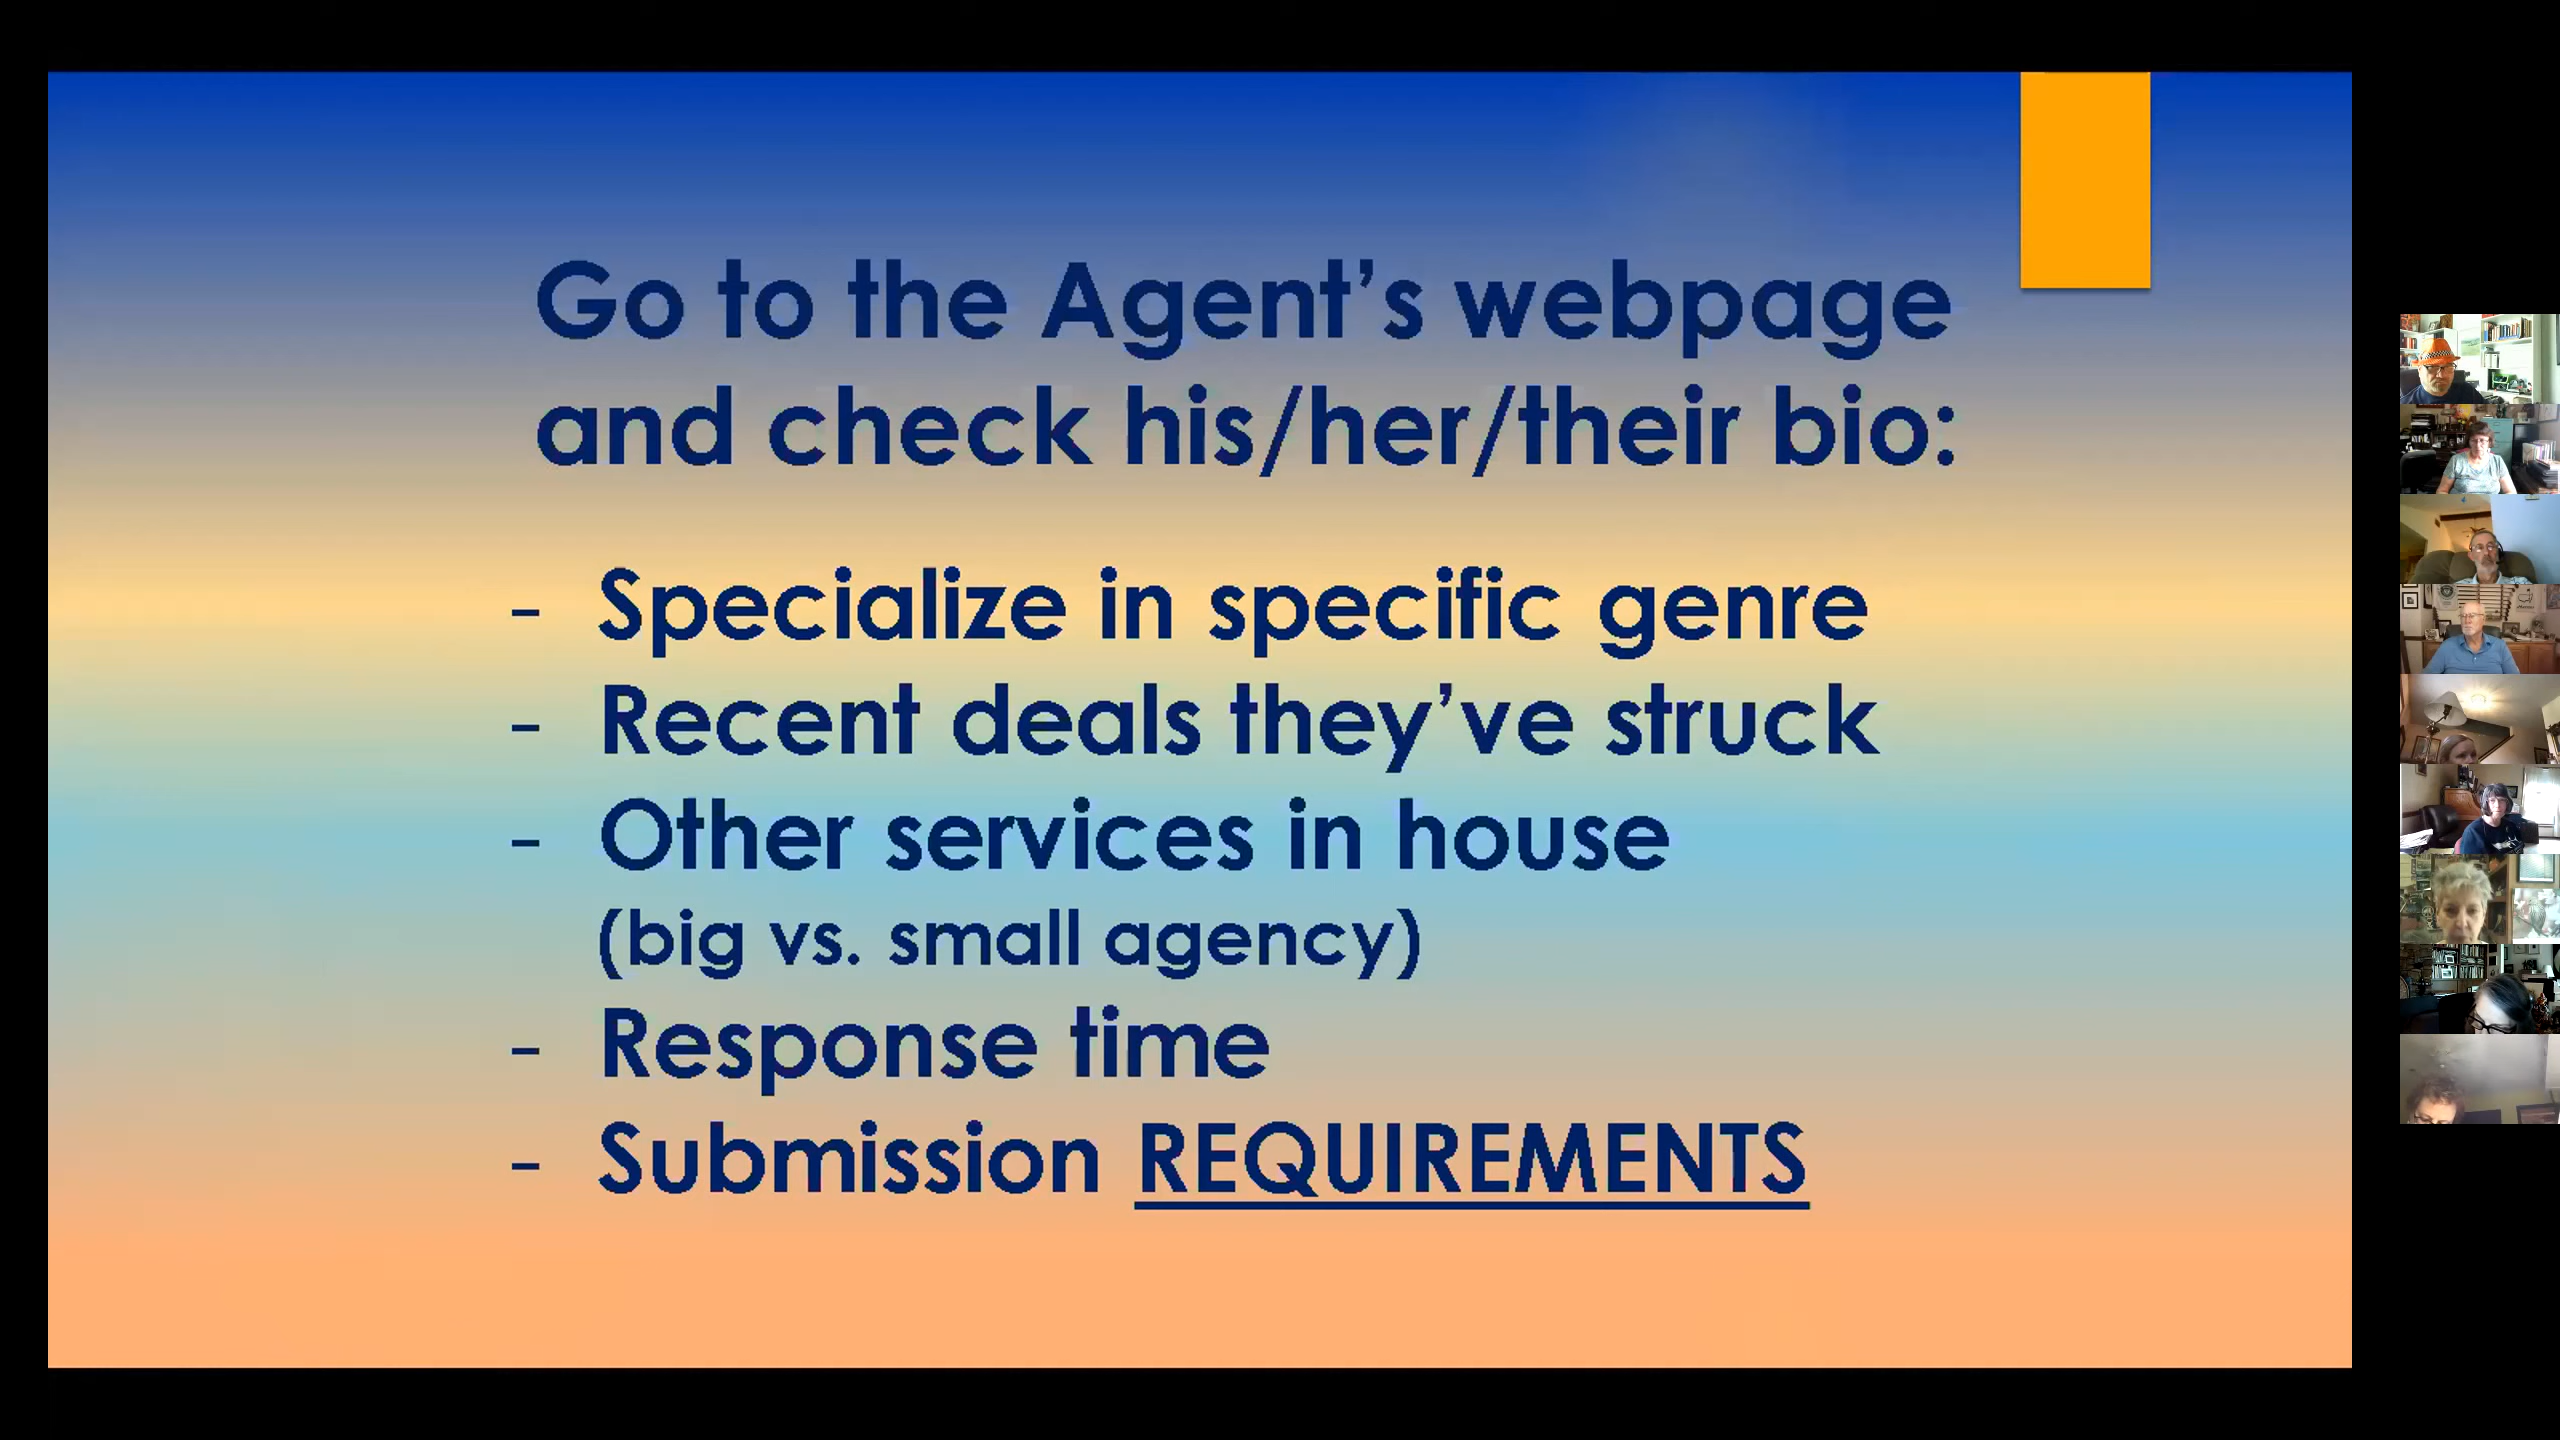 Go to the Agent’s webpage
and check his/her/their bio:
- Specialize in specific genre
- Recent deals they’ve struck
- Other services in house
(big vs. small agency)
- Response time
- Submission REQUIREMENTS